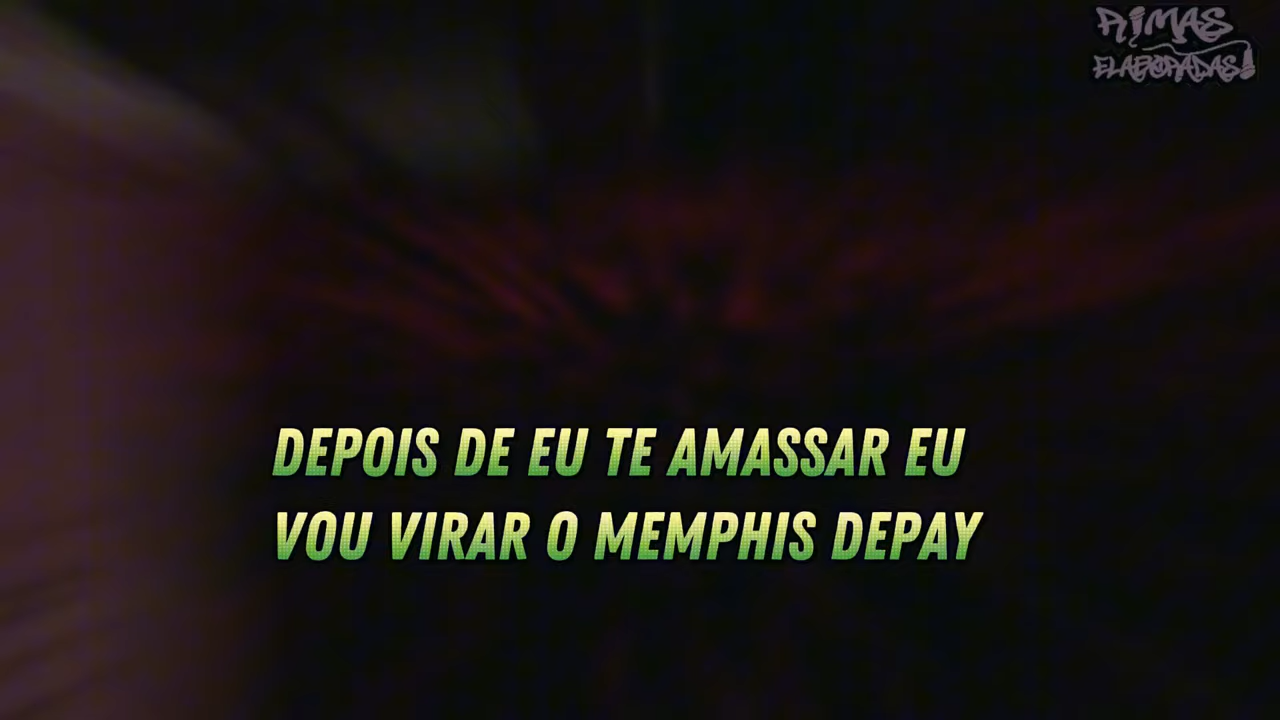 RIMAS
ELABORADAS
DEPOIS DE EU TE AMASSAR EU
VOU VIRAR O MEMPHIS DEPAY